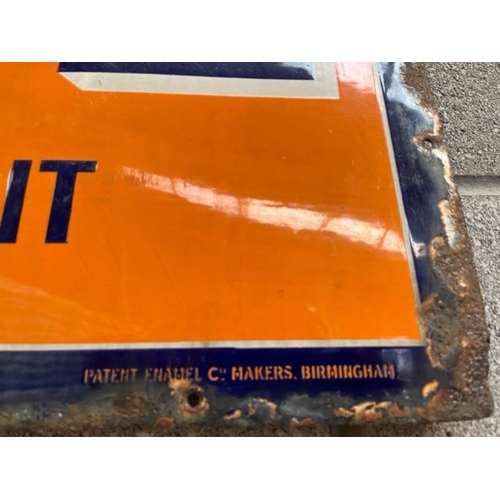 IT
PATENT ENAMEL Co. MAKERS. BIRMINGHAM